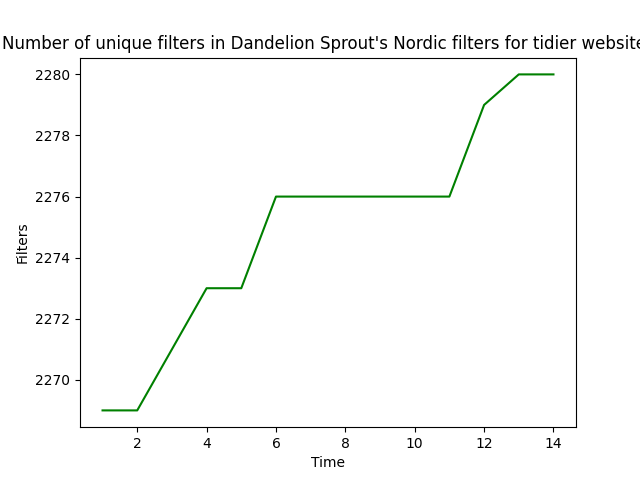 Number of unique filters in Dandelion Sprout's Nordic filters for tidier website
2280
2278
2276
2274
2272
2270
Filters
2 4 6 8 10 12 14
Time